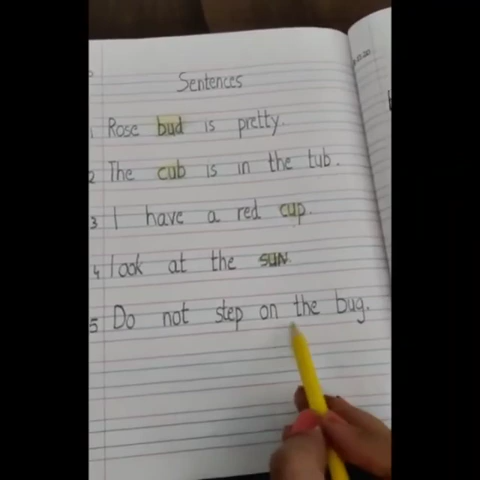 Sentences
1 Rose bud is pretty.
2 The cub is in the tub.
3 I have a red cup.
4 look at the sun
5 Do not step on the bug.